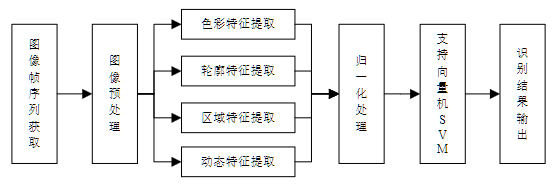 图像帧序列获取
图像预处理
色彩特征提取
轮廓特征提取
区域特征提取
动态特征提取
归一化处理
支持向量机SVM
识别结果输出